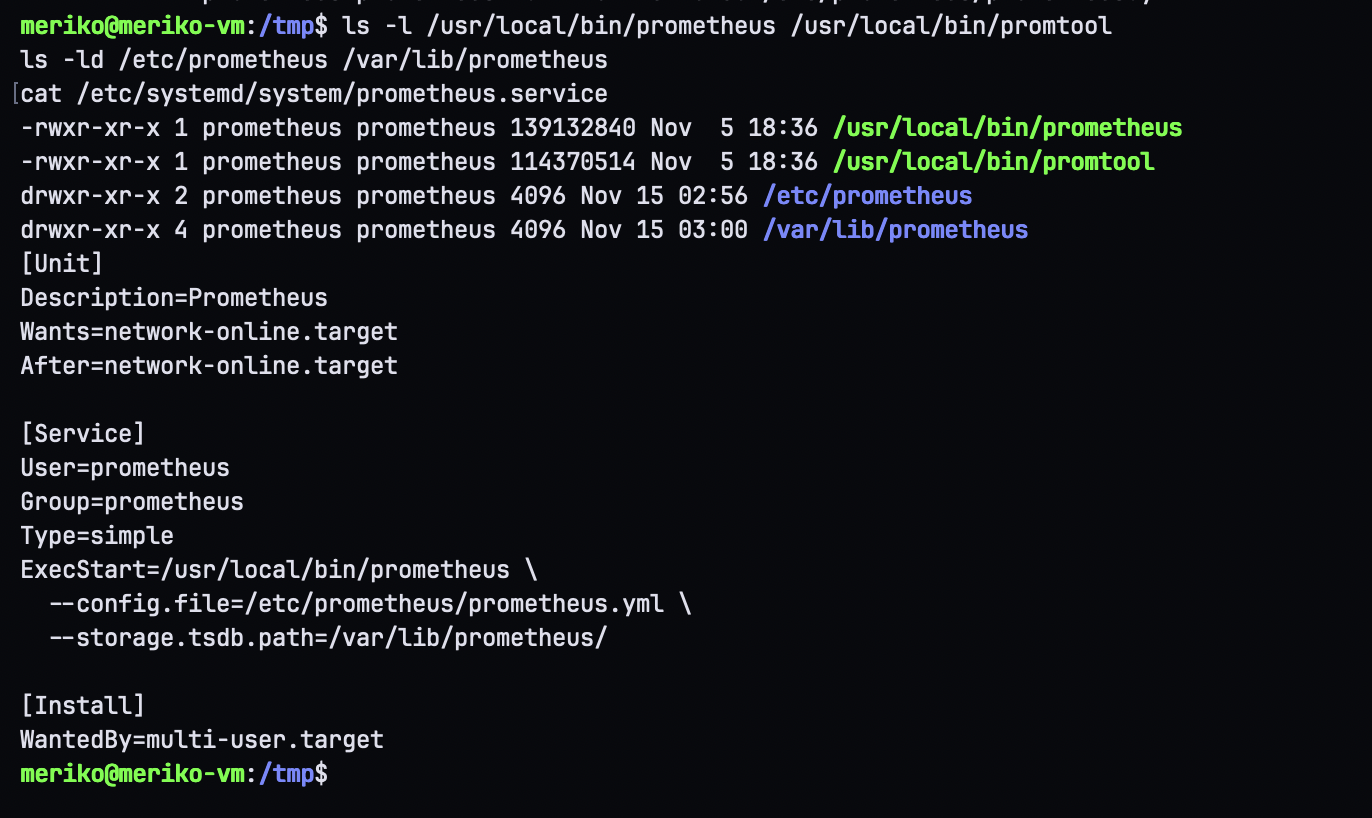 meriko@meriko-vm:/tmp$ ls -l /usr/local/bin/prometheus /usr/local/bin/promtool
ls -ld /etc/prometheus /var/lib/prometheus
[cat /etc/systemd/system/prometheus.service
-rwxr-xr-x 1 prometheus prometheus 139132840 Nov  5 18:36 /usr/local/bin/prometheus
-rwxr-xr-x 1 prometheus prometheus 114370514 Nov  5 18:36 /usr/local/bin/promtool
drwxr-xr-x 2 prometheus prometheus 4096 Nov 15 02:56 /etc/prometheus
drwxr-xr-x 4 prometheus prometheus 4096 Nov 15 03:00 /var/lib/prometheus
[Unit]
Description=Prometheus
Wants=network-online.target
After=network-online.target

[Service]
User=prometheus
Group=prometheus
Type=simple
ExecStart=/usr/local/bin/prometheus \
  --config.file=/etc/prometheus/prometheus.yml \
  --storage.tsdb.path=/var/lib/prometheus/

[Install]
WantedBy=multi-user.target
meriko@meriko-vm:/tmp$